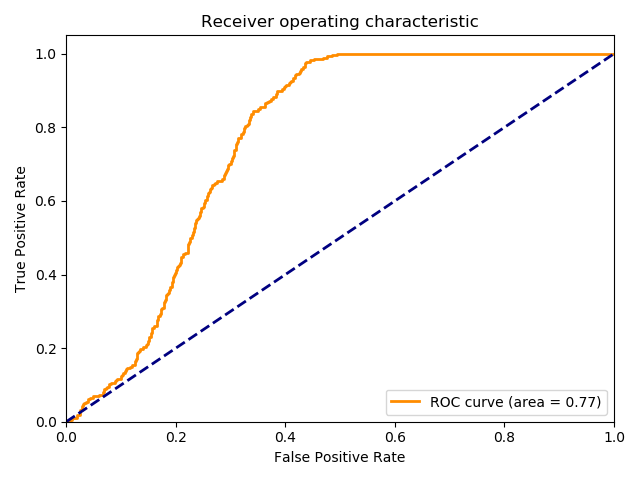 Receiver operating characteristic
1.0
0.8
0.6
0.4
0.2
0.0
True Positive Rate
ROC curve (area = 0.77)
0.0 0.2 0.4 0.6 0.8 1.0
False Positive Rate